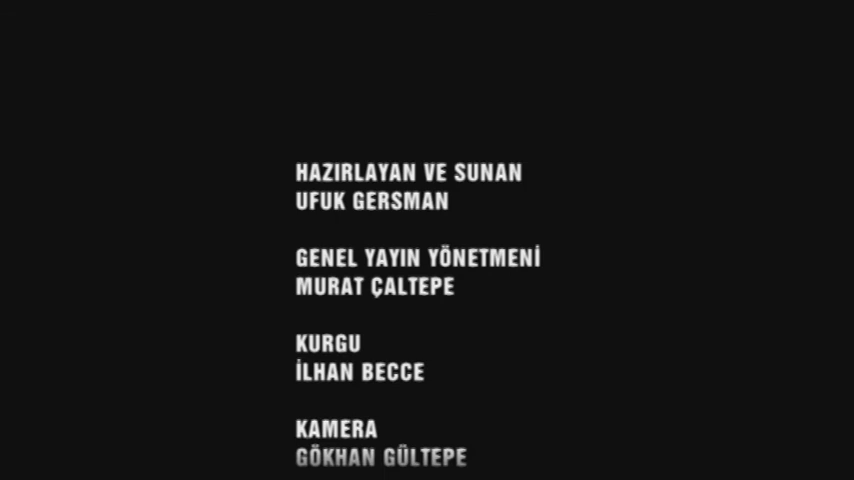 HAZIRLAYAN VE SUNAN
UFUK GERSMAN
GENEL YAYIN YÖNETMENİ
MURAT ÇALTEPE
KURGU
İLHAN BECCE
KAMERA
GÖKHAN GÜLTEPE